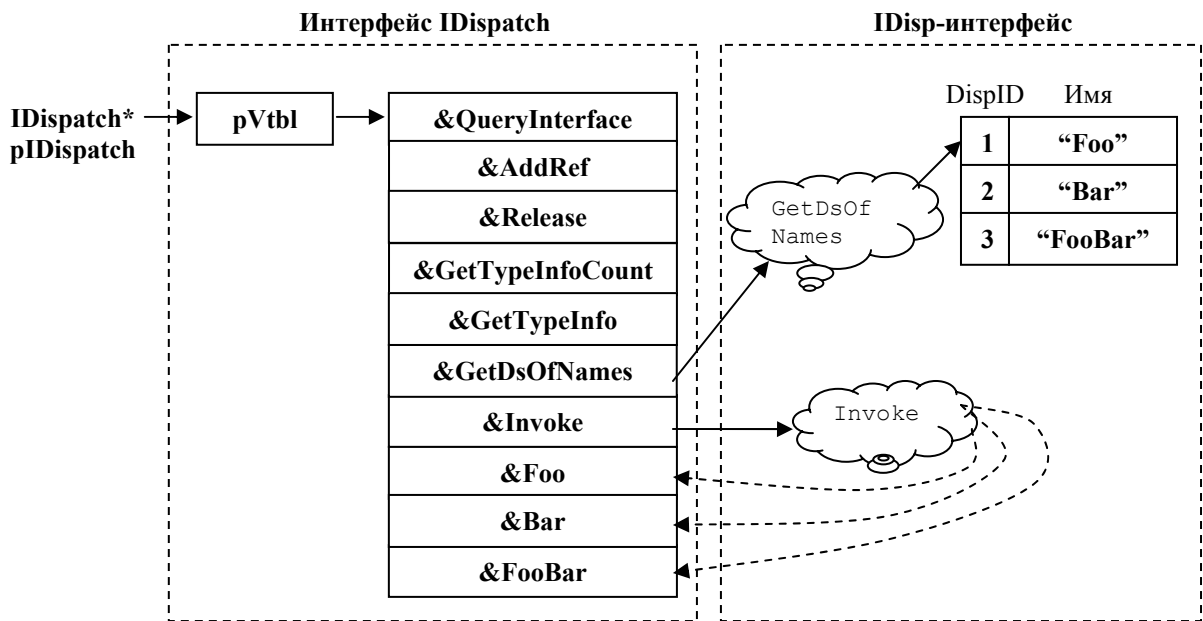 Интерфейс IDispatch
IDisp-интерфейс
IDispatch*
pIDispatch
pVtbl
&QueryInterface
&AddRef
&Release
&GetTypeInfoCount
&GetTypeInfo
&GetDsOfNames
&Invoke
&Foo
&Bar
&FooBar
GetDsOf
Names
Invoke
DispID Имя
1 “Foo”
2 “Bar”
3 “FooBar”